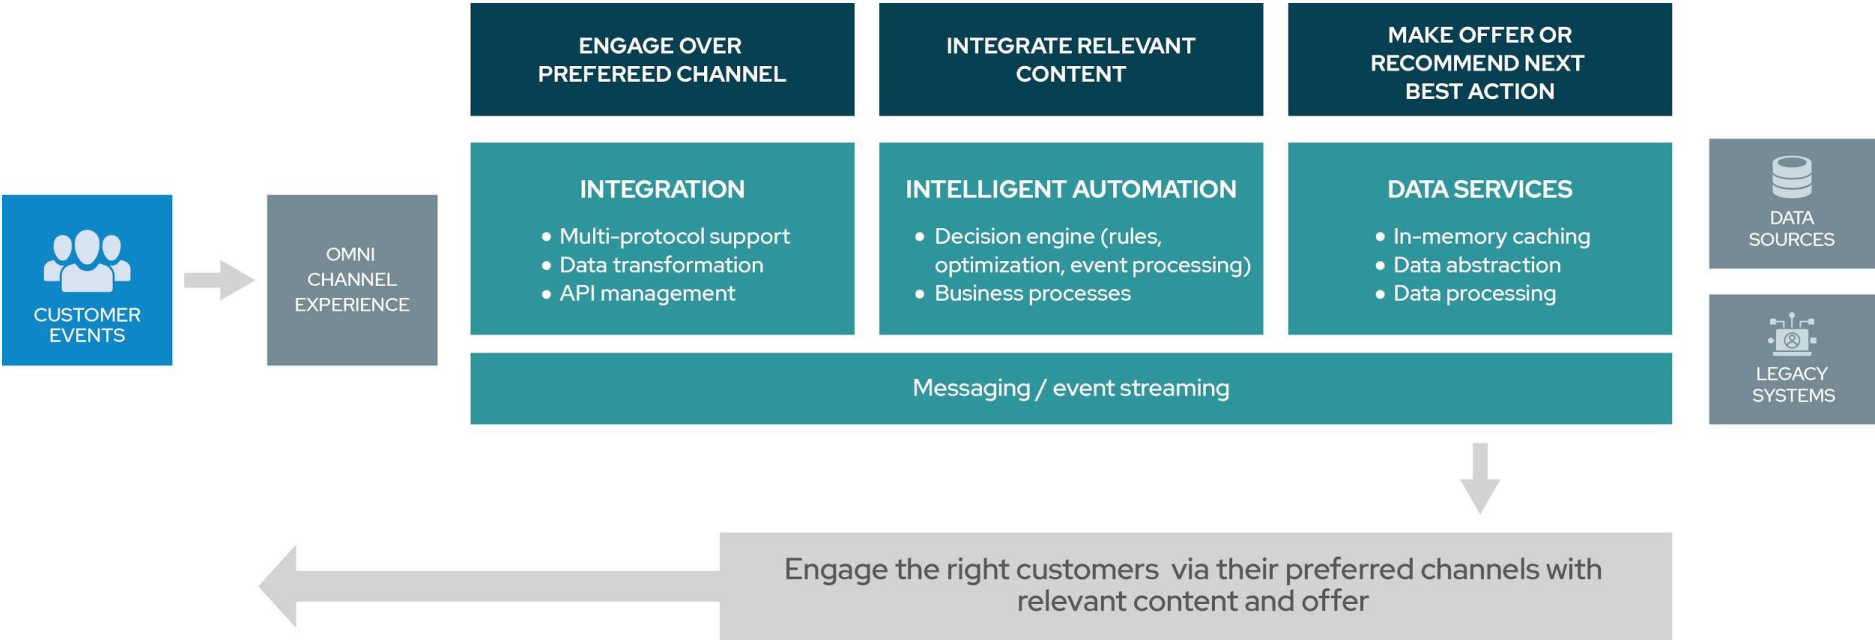 ENGAGE OVER
PREFEREED CHANNEL
INTEGRATE RELEVANT
CONTENT
MAKE OFFER OR
RECOMMEND NEXT
BEST ACTION
CUSTOMER
EVENTS
OMNI
CHANNEL
EXPERIENCE
INTEGRATION
• Multi-protocol support
• Data transformation
• API management
INTELLIGENT AUTOMATION
• Decision engine (rules,
optimization, event processing)
• Business processes
DATA SERVICES
• In-memory caching
• Data abstraction
• Data processing
DATA
SOURCES
LEGACY
SYSTEMS
Messaging / event streaming
Engage the right customers via their preferred channels with
relevant content and offer